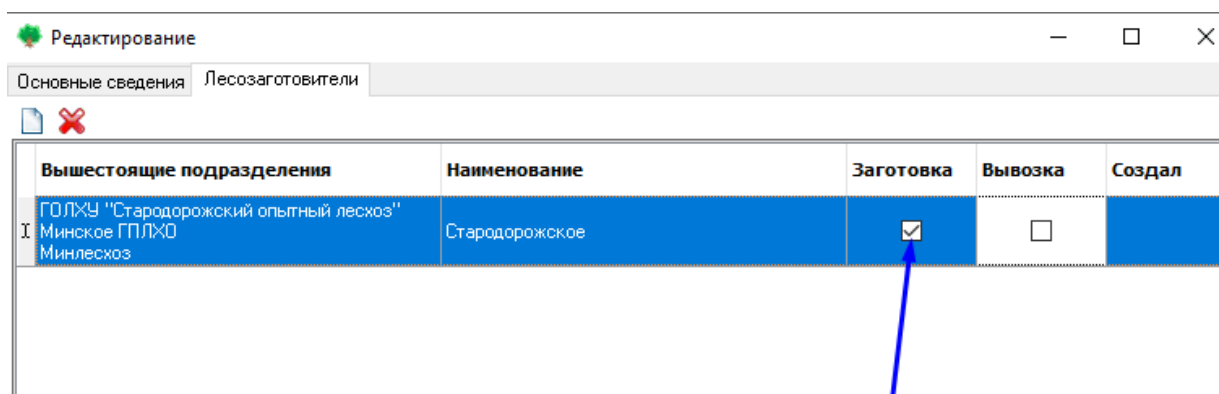 Редактирование
Основные сведения Лесозаготовители
Вышестоящие подразделения Наименование Заготовка Вывозка Создал
ГОЛХУ "Стародорожский опытный лесхоз"
Минское ГПЛХО Стародорожское
Минлесхоз